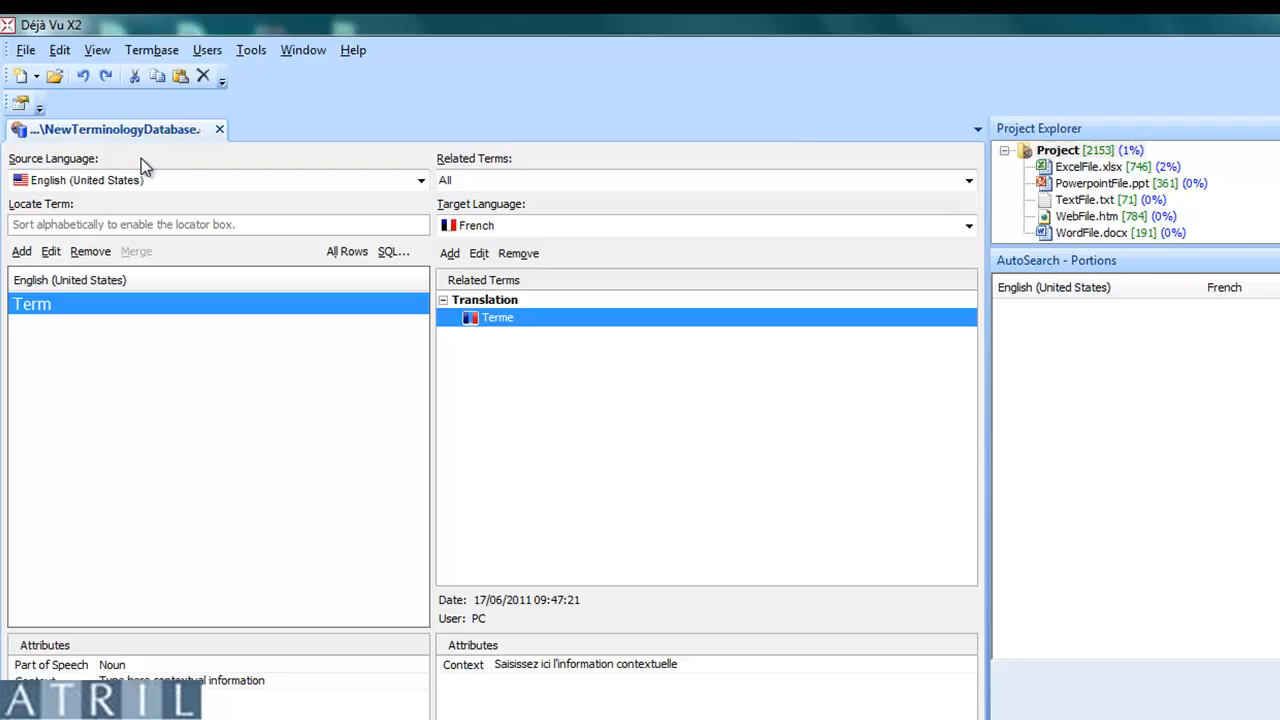 Déjà Vu X2
File Edit View Termbase Users Tools Window Help
...\NewTerminologyDatabase.
Source Language:
English (United States)
Related Terms:
All
Locate Term:
Sort alphabetically to enable the locator box.
Target Language:
French
Add Edit Remove Merge All Rows SQL...
Add Edit Remove
English (United States)
Term
Related Terms
Translation
Terme
Date: 17/06/2011 09:47:21
User: PC
Attributes
Part of Speech Noun
Context Type here contextual information
Attributes
Context Saisissez ici l'information contextuelle
Project Explorer
Project [2153] (1%)
ExcelFile.xlsx [746] (2%)
PowerpointFile.ppt [361] (0%)
TextFile.txt [71] (0%)
WebFile.htm [784] (0%)
WordFile.docx [191] (0%)
AutoSearch - Portions
English (United States) French
ATRIL